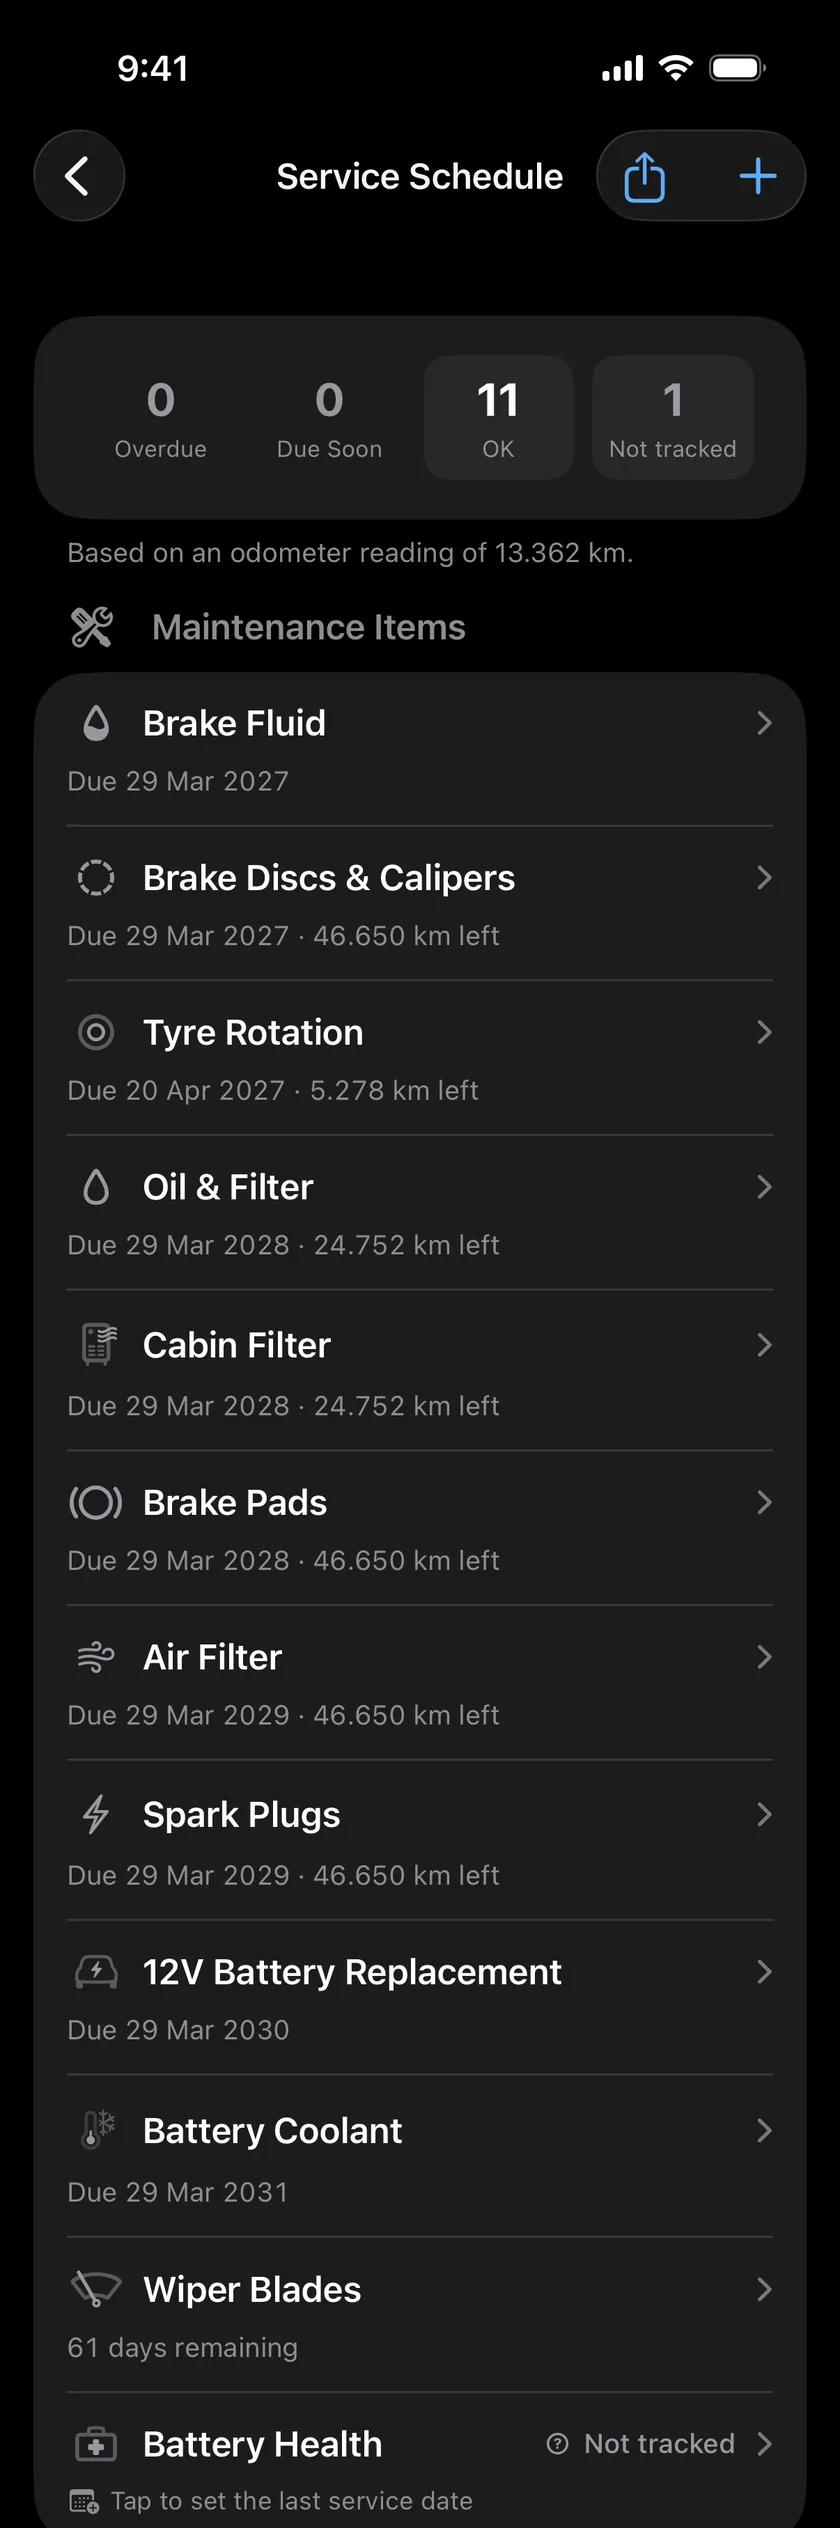 9:41
Service Schedule
0
Overdue
0
Due Soon
11
OK
1
Not tracked
Based on an odometer reading of 13.362 km.
Maintenance Items
Brake Fluid
Due 29 Mar 2027
Brake Discs & Calipers
Due 29 Mar 2027 · 46.650 km left
Tyre Rotation
Due 20 Apr 2027 · 5.278 km left
Oil & Filter
Due 29 Mar 2028 · 24.752 km left
Cabin Filter
Due 29 Mar 2028 · 24.752 km left
Brake Pads
Due 29 Mar 2028 · 46.650 km left
Air Filter
Due 29 Mar 2029 · 46.650 km left
Spark Plugs
Due 29 Mar 2029 · 46.650 km left
12V Battery Replacement
Due 29 Mar 2030
Battery Coolant
Due 29 Mar 2031
Wiper Blades
61 days remaining
Battery Health
Not tracked
Tap to set the last service date